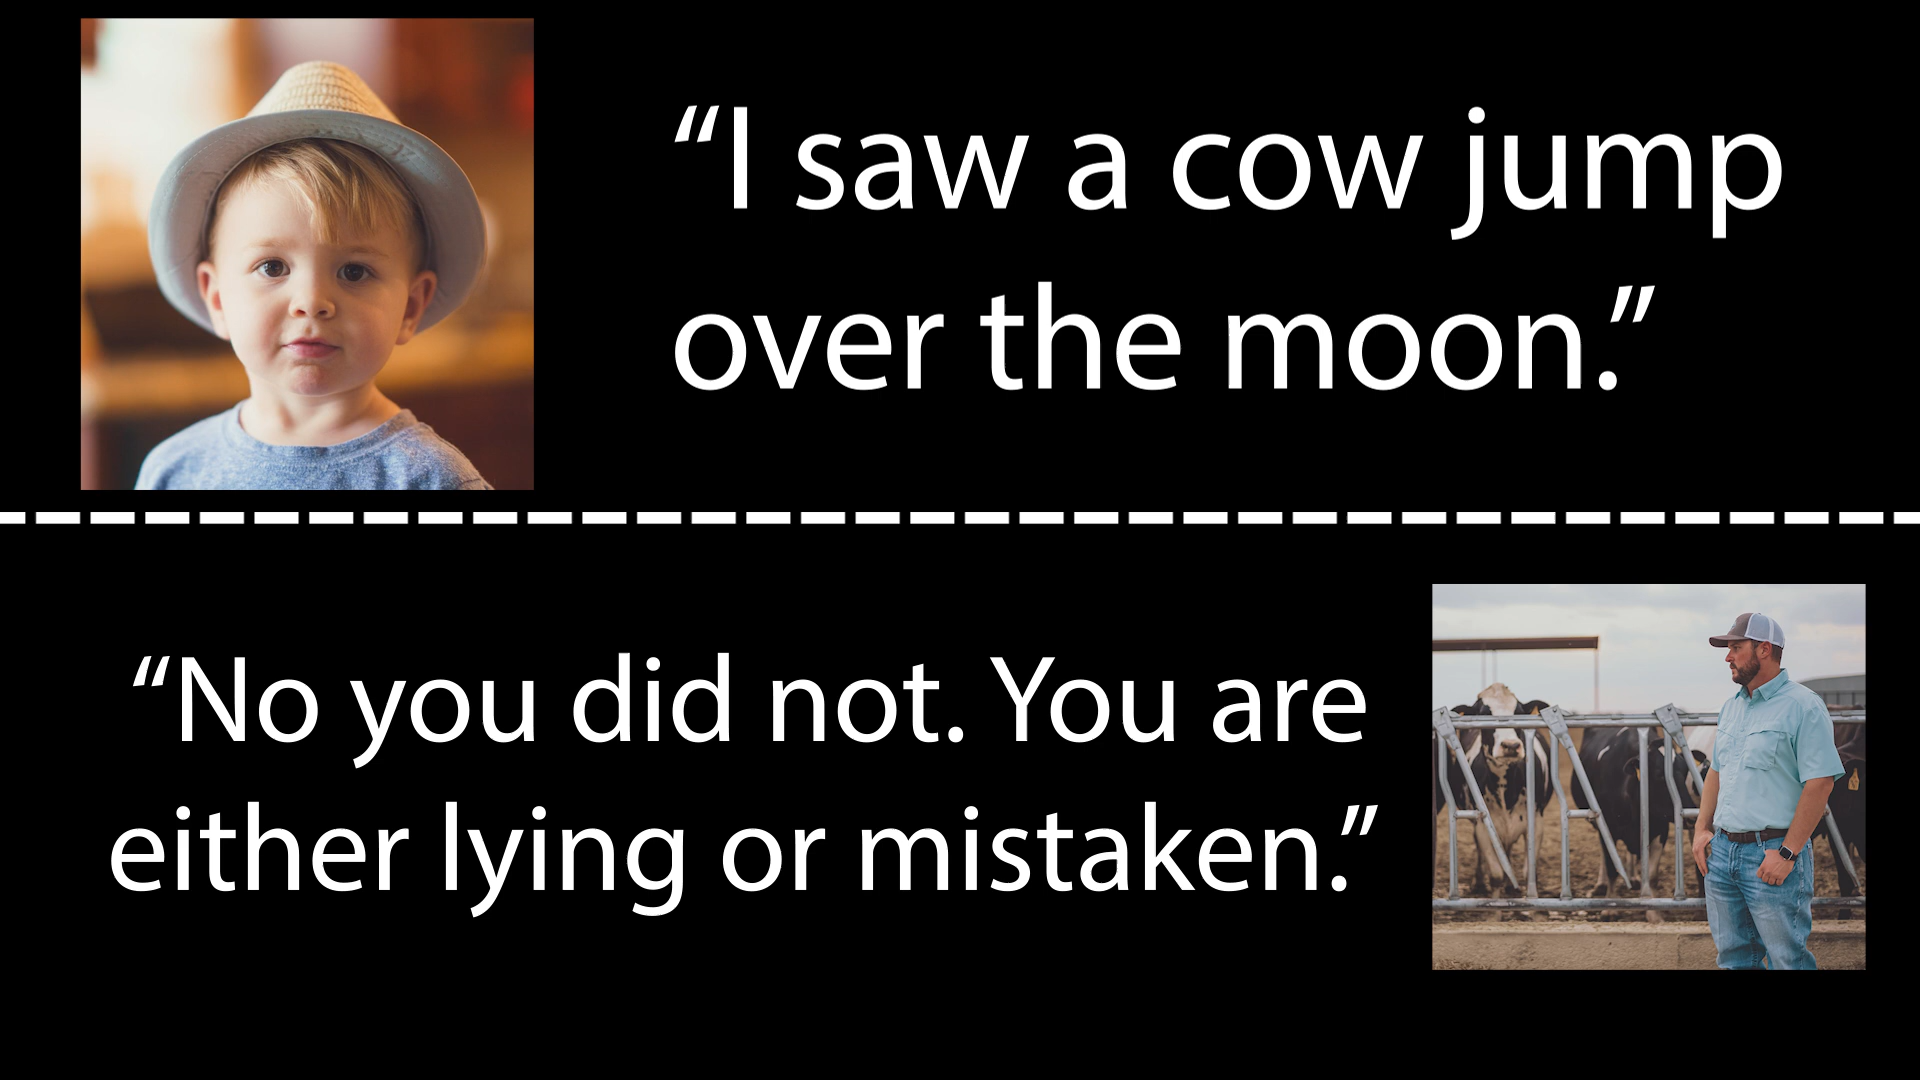 “I saw a cow jump
over the moon.”
“No you did not. You are
either lying or mistaken.”